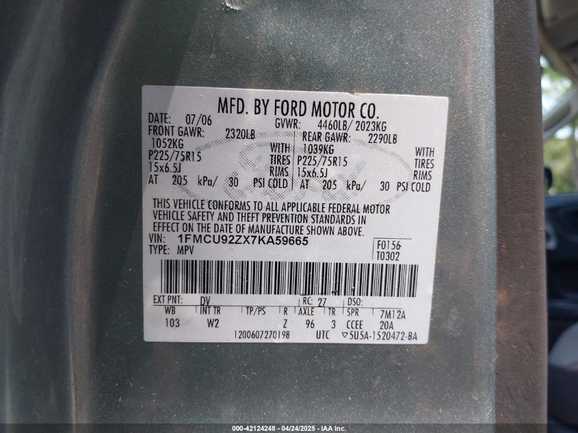 MFD. BY FORD MOTOR CO.
DATE: 07/06 GVWR: 4460LB/ 2023KG
FRONT GAWR: 2320LB REAR GAWR: 2290LB
1052KG WITH 1039KG WITH
P225/75R15 TIRES P225/75R15 TIRES
15x6.5J RIMS 15x6.5J RIMS
AT 205 kPa/ 30 PSI COLD AT 205 kPa/ 30 PSI COLD
THIS VEHICLE CONFORMS TO ALL APPLICABLE FEDERAL MOTOR
VEHICLE SAFETY AND THEFT PREVENTION STANDARDS IN
EFFECT ON THE DATE OF MANUFACTURE SHOWN ABOVE.
VIN: 1FMCU92ZX7KA59665 F0156
TYPE: MPV T0302
EXT PNT: DV RC: 27 DSO:
WB INT TR TP/PS R AXLE TR SPR 7M12A
103 W2 Z 96 3 CCEE 20A
1200607270198 UTC ▽5U5A-1520472-BA
000-42124248 - 04/24/2025 - IAA Inc.